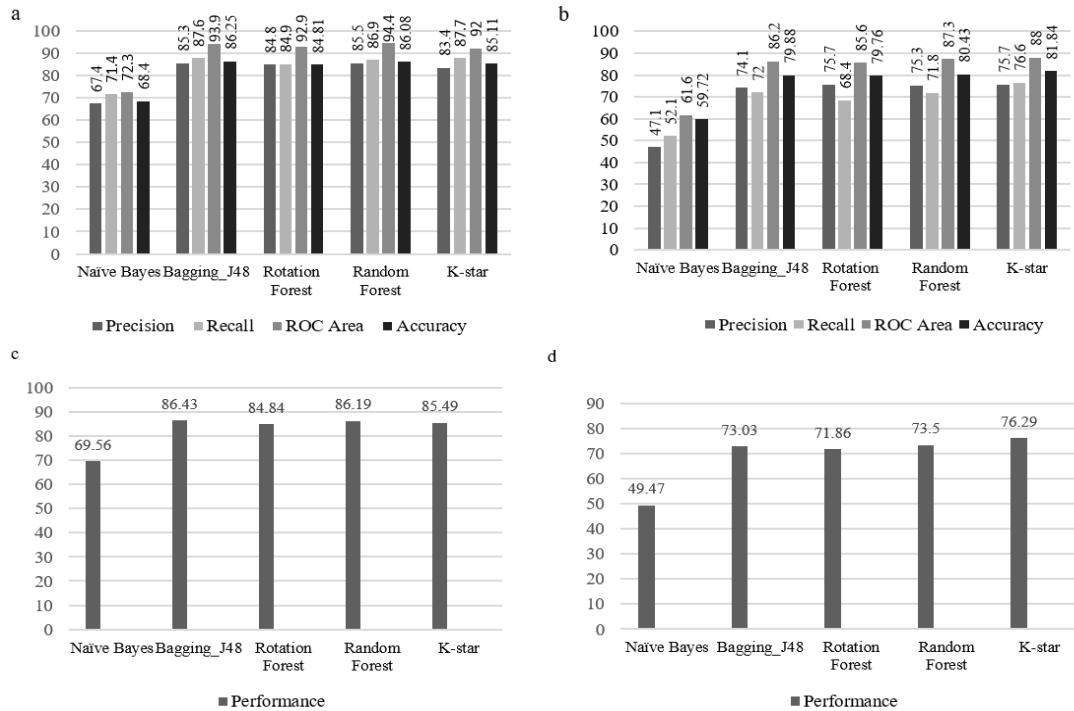 a
67.4 71.4 72.3 68.4 85.3 87.6 93.9 86.25 84.8 84.9 92.9 84.81 85.5 86.9 94.4 86.08 83.4 87.7 92 85.11
100
90
80
70
60
50
40
30
20
10
0
Naïve Bayes Bagging_J48 Rotation Forest Random Forest K-star
Precision Recall ROC Area Accuracy
b
47.1 52.1 61.6 59.72 74.1 72 86.2 79.88 75.7 68.4 85.6 79.76 75.3 71.8 87.3 80.43 75.7 76.6 88 81.84
100
90
80
70
60
50
40
30
20
10
0
Naïve Bayes Bagging_J48 Rotation Forest Random Forest K-star
Precision Recall ROC Area Accuracy
c
69.56 86.43 84.84 86.19 85.49
100
90
80
70
60
50
40
30
20
10
0
Naïve Bayes Bagging_J48 Rotation Forest Random Forest K-star
Performance
d
49.47 73.03 71.86 73.5 76.29
90
80
70
60
50
40
30
20
10
0
Naïve Bayes Bagging_J48 Rotation Forest Random Forest K-star
Performance